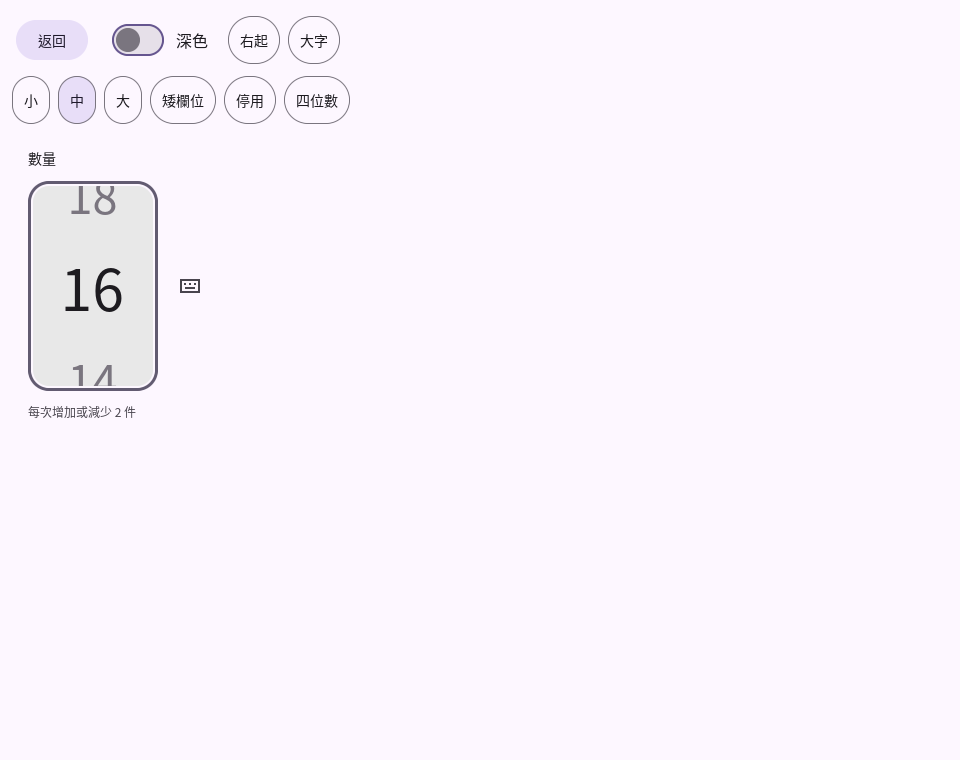 返回 深色 右起 大字
小 中 大 矮欄位 停用 四位數
數量
18
16
14
每次增加或減少 2 件